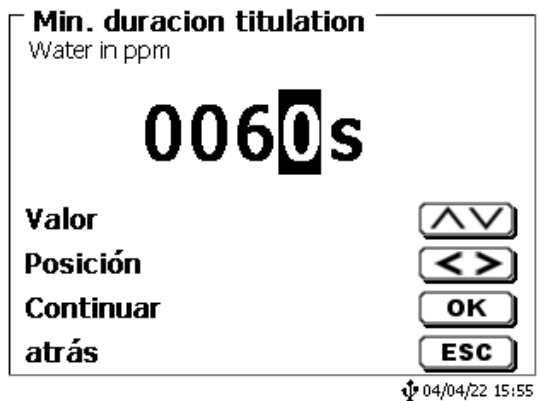 Min. duracion titulation
Water in ppm
0060s
Valor
Posición < >
Continuar OK
atrás ESC
04/04/22 15:55